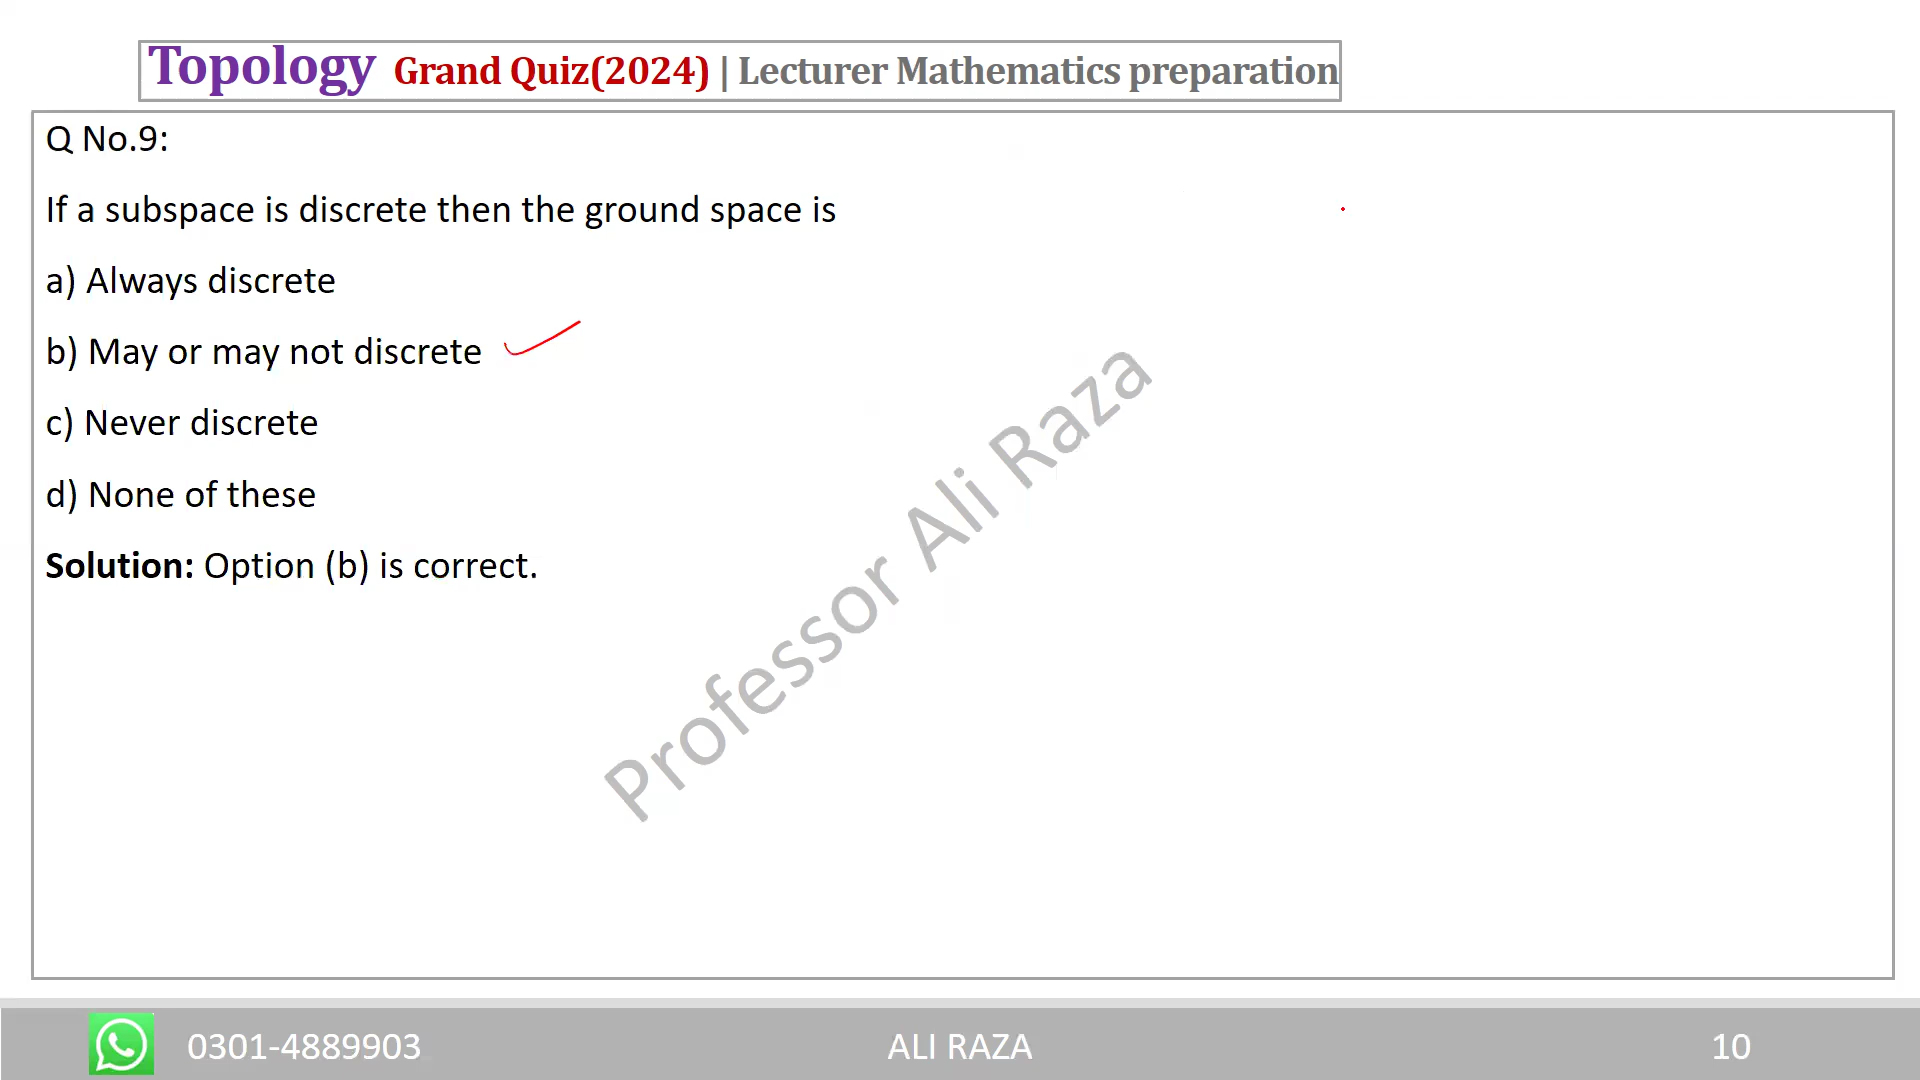 Topology Grand Quiz(2024) | Lecturer Mathematics preparation
Q No.9:
If a subspace is discrete then the ground space is
a) Always discrete
b) May or may not discrete
c) Never discrete
d) None of these
Solution: Option (b) is correct.
Professor Ali Raza
0301-4889903
ALI RAZA
10